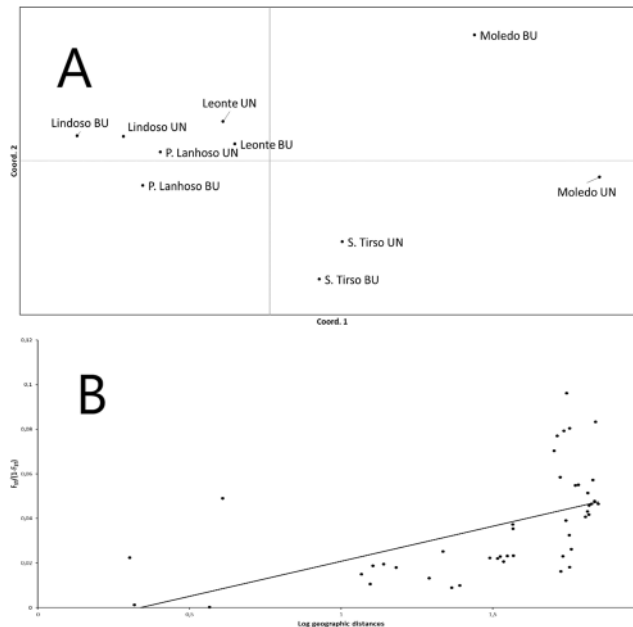 A
Moledo BU
Leonte UN
Lindoso BU
Lindoso UN
Leonte BU
P. Lanhoso UN
P. Lanhoso BU
Moledo UN
S. Tirso UN
S. Tirso BU
Coord. 2
Coord. 1
B
0,12
0,1
0,08
0,06
0,04
0,02
0
0
0,5
1
1,5
Log geographic distances